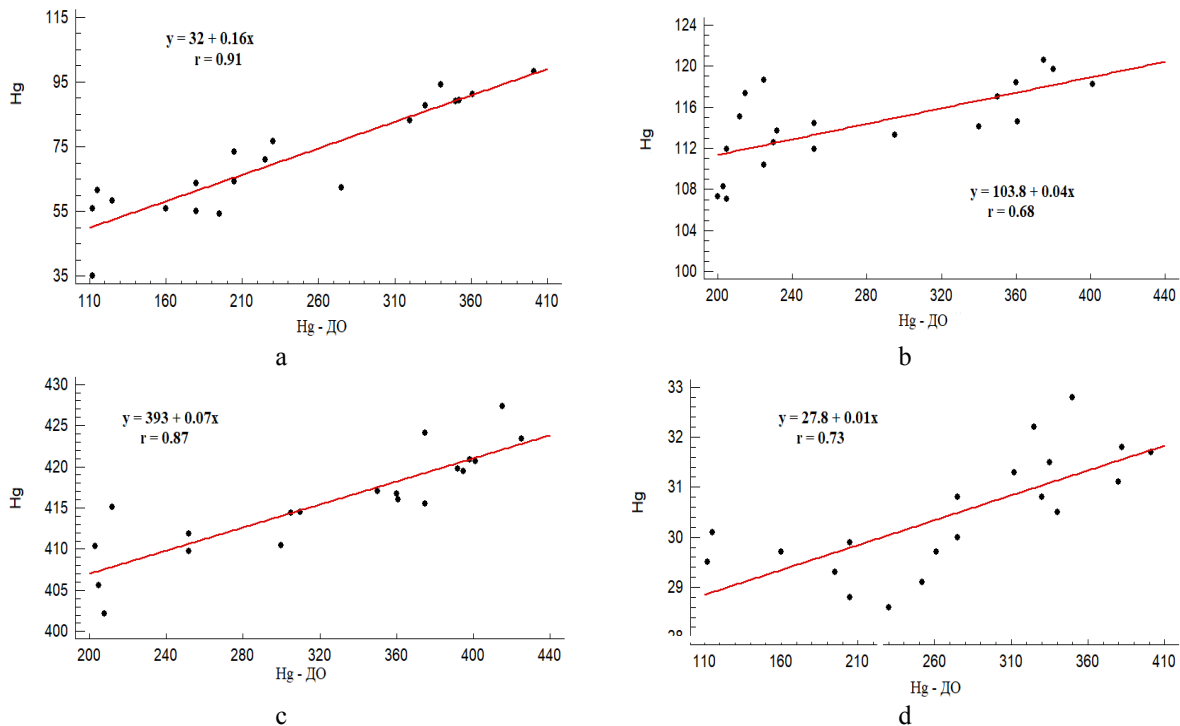 115
95
75
55
35
Hg
y = 32 + 0.16x
r = 0.91
110 160 210 260 310 360 410
Hg - ДО
a
124
120
116
112
108
104
100
Hg
y = 103.8 + 0.04x
r = 0.68
200 240 280 320 360 400 440
Hg - ДО
b
430
425
420
415
410
405
400
Hg
y = 393 + 0.07x
r = 0.87
200 240 280 320 360 400 440
Hg - ДО
c
33
32
31
30
29
28
Hg
y = 27.8 + 0.01x
r = 0.73
110 160 210 260 310 360 410
Hg - ДО
d